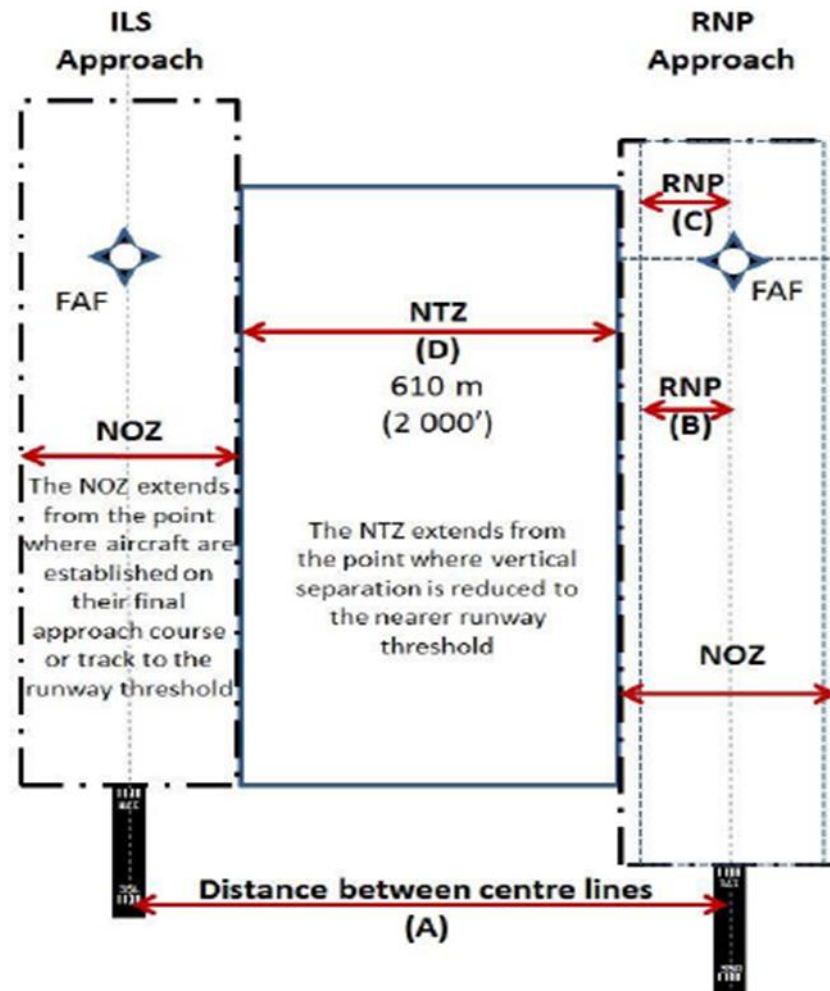 ILS
Approach
RNP
Approach
RNP
(C)
FAF
FAF
NTZ
(D)
610 m
(2 000′)
RNP
(B)
NOZ
The NOZ extends
from the point
where aircraft are
established on
their final
approach course
or track to the
runway threshold
The NTZ extends from
the point where vertical
separation is reduced to
the nearer runway
threshold
NOZ
Distance between centre lines
(A)